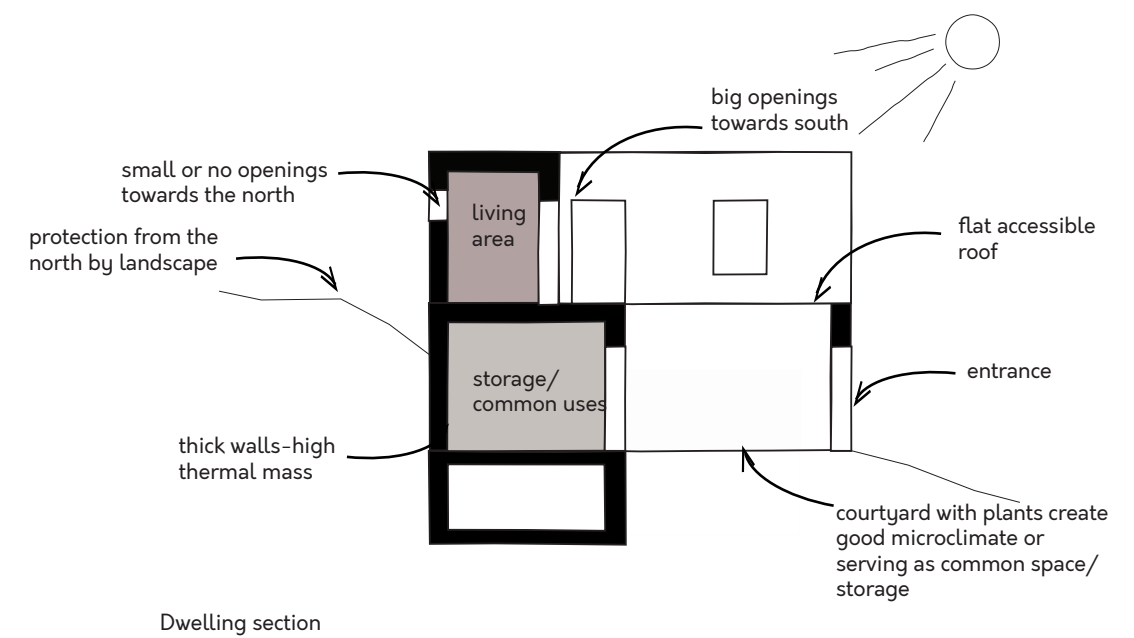 big openings
towards south
small or no openings
towards the north
living
area
protection from the
north by landscape
flat accessible
roof
storage/
common uses
entrance
thick walls-high
thermal mass
courtyard with plants create
good microclimate or
serving as common space/
storage
Dwelling section